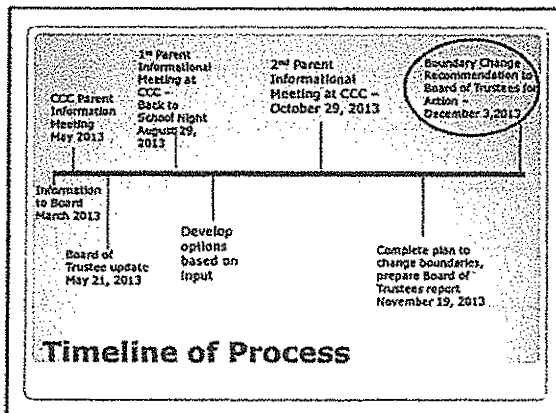 1st Parent
Informational
Meeting at
CCC –
Back to
School Night
August 29,
2013
2nd Parent
Informational
Meeting at CCC –
October 29, 2013
Boundary Change
Recommendation to
Board of Trustees for
Action –
December 3, 2013
CCC Parent
Information
Meeting
May 2013
Information
to Board
March 2013
Board of
Trustee update
May 21, 2013
Develop
options
based on
input
Complete plan to
change boundaries,
prepare Board of
Trustees report
November 19, 2013
Timeline of Process